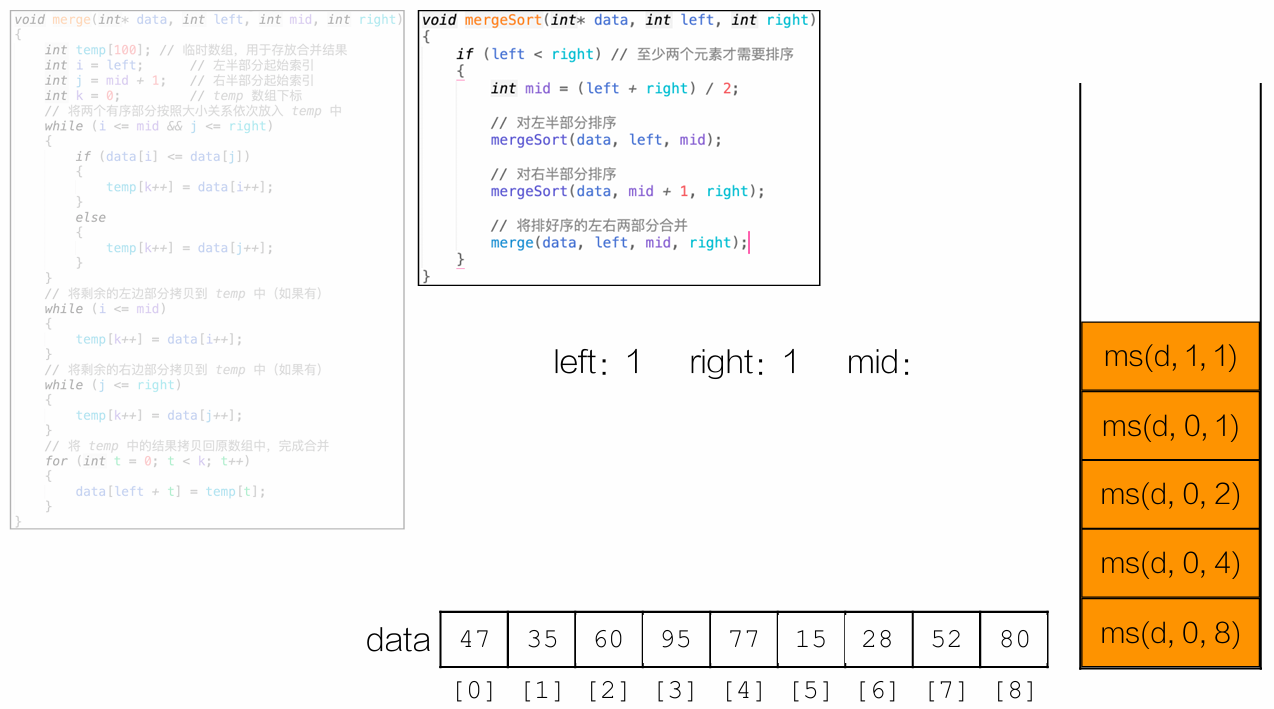 void merge(int* data, int left, int mid, int right)
{
    int temp[100]; // 临时数组，用于存放合并结果
    int i = left;      // 左半部分起始索引
    int j = mid + 1;   // 右半部分起始索引
    int k = 0;         // temp 数组下标
    // 将两个有序部分按照大小关系依次放入 temp 中
    while (i <= mid && j <= right)
    {
        if (data[i] <= data[j])
        {
            temp[k++] = data[i++];
        }
        else
        {
            temp[k++] = data[j++];
        }
    }
    // 将剩余的左边部分拷贝到 temp 中（如果有）
    while (i <= mid)
    {
        temp[k++] = data[i++];
    }
    // 将剩余的右边部分拷贝到 temp 中（如果有）
    while (j <= right)
    {
        temp[k++] = data[j++];
    }
    // 将 temp 中的结果拷贝回原数组中，完成合并
    for (int t = 0; t < k; t++)
    {
        data[left + t] = temp[t];
    }
}
void mergeSort(int* data, int left, int right)
{
    if (left < right) // 至少两个元素才需要排序
    {
        int mid = (left + right) / 2;
        // 对左半部分排序
        mergeSort(data, left, mid);
        // 对右半部分排序
        mergeSort(data, mid + 1, right);
        // 将排好序的左右两部分合并
        merge(data, left, mid, right);
    }
}
left: 1 right: 1 mid:
ms(d, 1, 1)
ms(d, 0, 1)
ms(d, 0, 2)
ms(d, 0, 4)
ms(d, 0, 8)
data 47 35 60 95 77 15 28 52 80
[0] [1] [2] [3] [4] [5] [6] [7] [8]